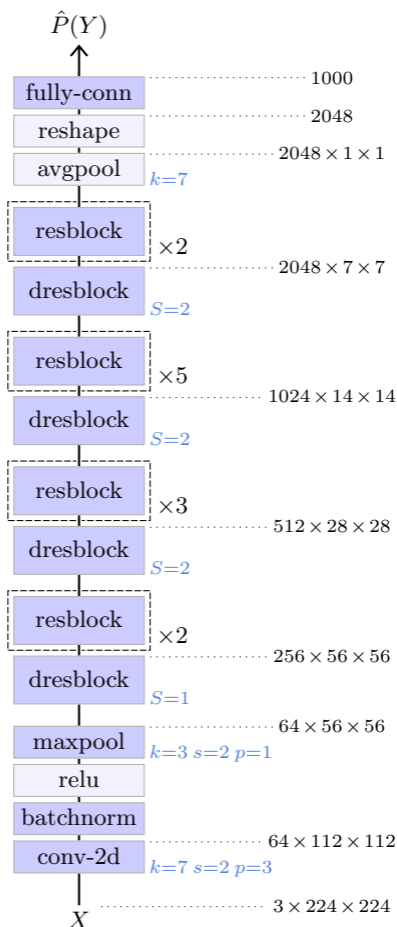 P̂(Y)
1000
fully-conn
2048
reshape
2048 × 1 × 1
avgpool
k=7
resblock
×2
2048 × 7 × 7
dresblock
S=2
resblock
×5
1024 × 14 × 14
dresblock
S=2
resblock
×3
512 × 28 × 28
dresblock
S=2
resblock
×2
256 × 56 × 56
dresblock
S=1
64 × 56 × 56
maxpool
k=3 s=2 p=1
relu
batchnorm
64 × 112 × 112
conv-2d
k=7 s=2 p=3
X
3 × 224 × 224